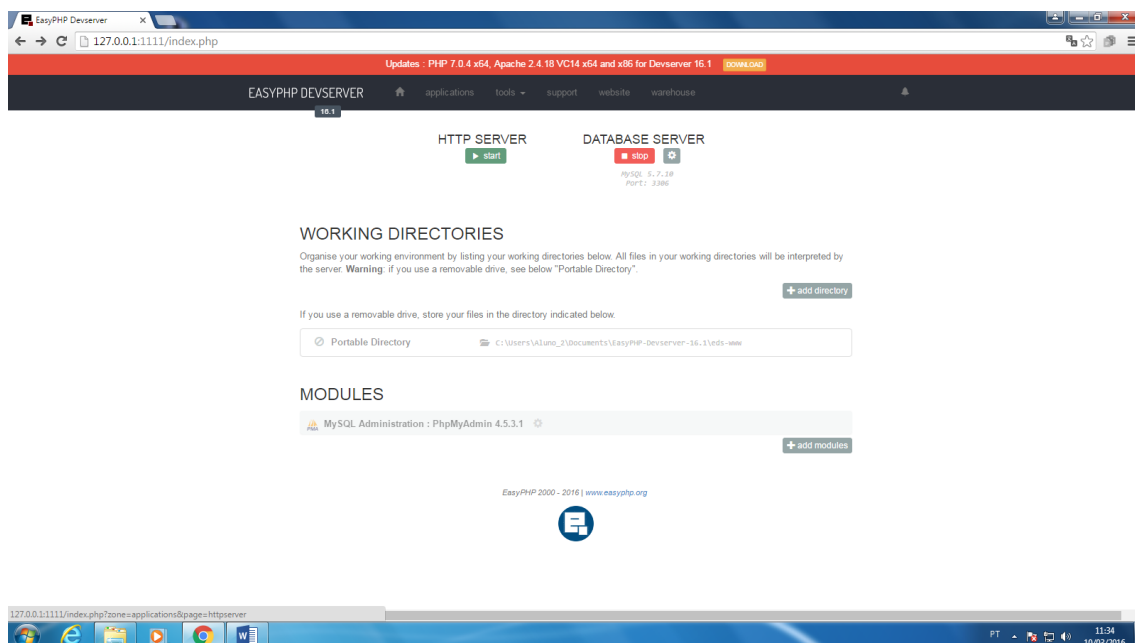 EasyPHP Devserver
127.0.0.1:1111/index.php
Updates : PHP 7.0.4 x64, Apache 2.4.18 VC14 x64 and x86 for Devserver 16.1 DOWNLOAD
EASYPHP DEVSERVER applications tools support website warehouse
16.1
HTTP SERVER DATABASE SERVER
start stop
MySQL 5.7.10
Port: 3306
WORKING DIRECTORIES
Organise your working environment by listing your working directories below. All files in your working directories will be interpreted by
the server. Warning: if you use a removable drive, see below "Portable Directory".
add directory
If you use a removable drive, store your files in the directory indicated below.
Portable Directory C:\Users\Aluno_1\Documents\EasyPHP-Devserver-16.1\eds-www
MODULES
PMA MySQL Administration : PhpMyAdmin 4.5.3.1
add modules
EasyPHP 2000 - 2016 | www.easyphp.org
127.0.0.1:1111/index.php?zone=applications&page=httpserver
PT 11:34
10/03/2016